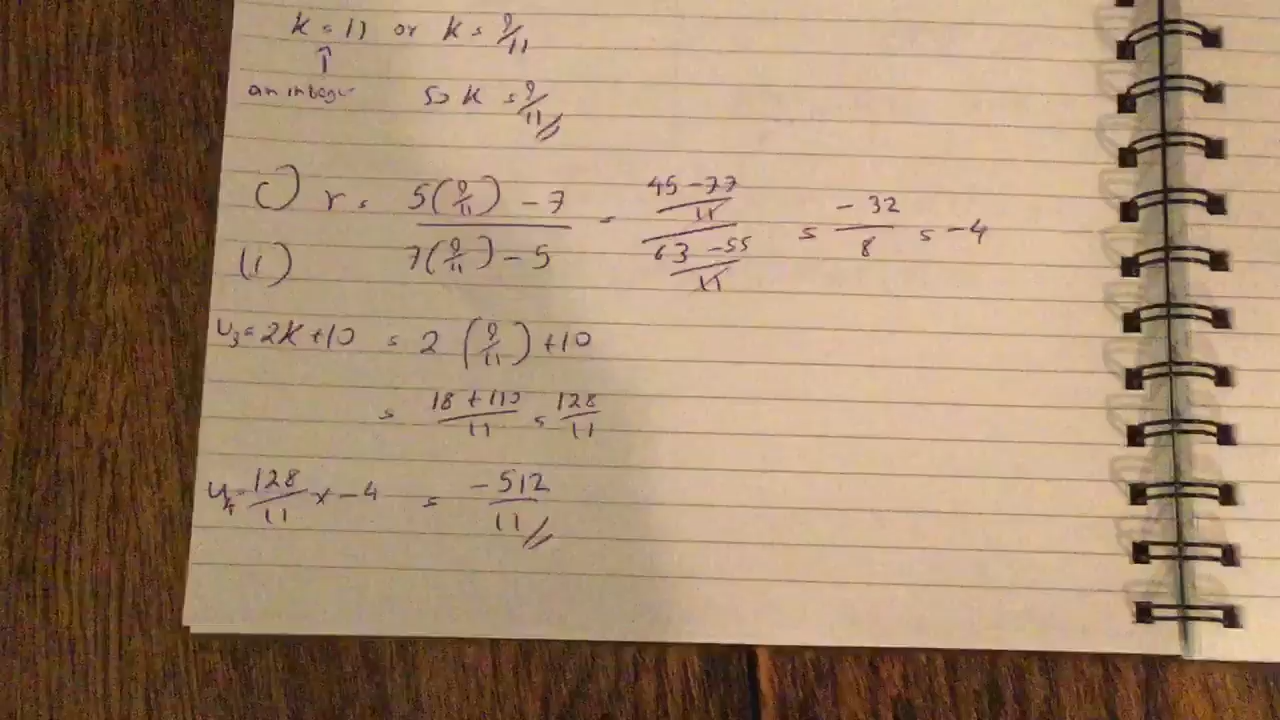 k = 11 or k = 9/11
↑
an integer so k = 9/11
c) r = (5(9/11) - 7)/(7(9/11) - 5) = ((45 - 77)/11)/((63 - 55)/11) = -32/8 = -4
(i)
u₃ = 2k + 10 = 2(9/11) + 10
= (18 + 110)/11 = 128/11
u₄ = 128/11 × -4 = -512/11